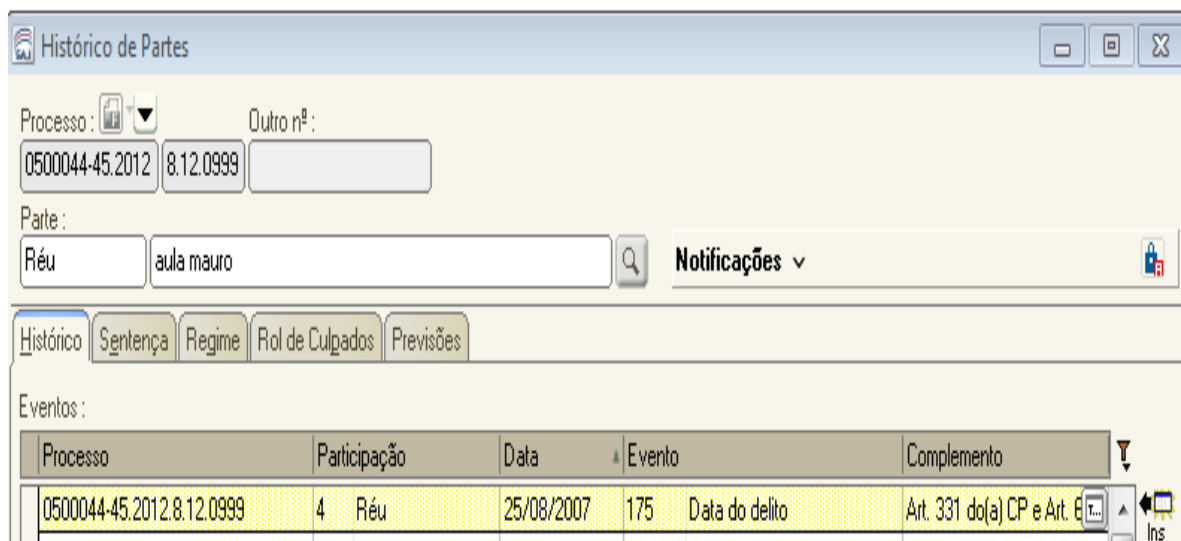 SAJ Histórico de Partes
Processo : Outro nº :
0500044-45.2012 8.12.0999
Parte :
Réu aula mauro Notificações
Histórico Sentença Regime Rol de Culpados Previsões
Eventos :
Processo Participação Data Evento Complemento
0500044-45.2012.8.12.0999 4 Réu 25/08/2007 175 Data do delito Art. 331 do(a) CP e Art.
Ins